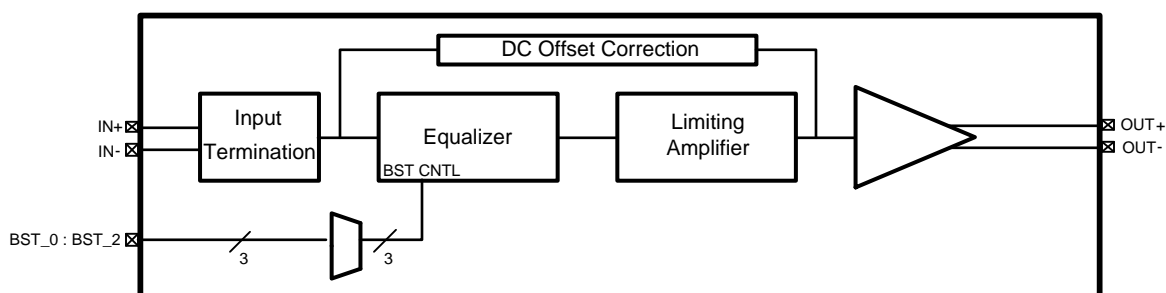 DC Offset Correction
IN+
IN-
Input
Termination
Equalizer
BST CNTL
Limiting
Amplifier
OUT+
OUT-
BST_0 : BST_2
3
3